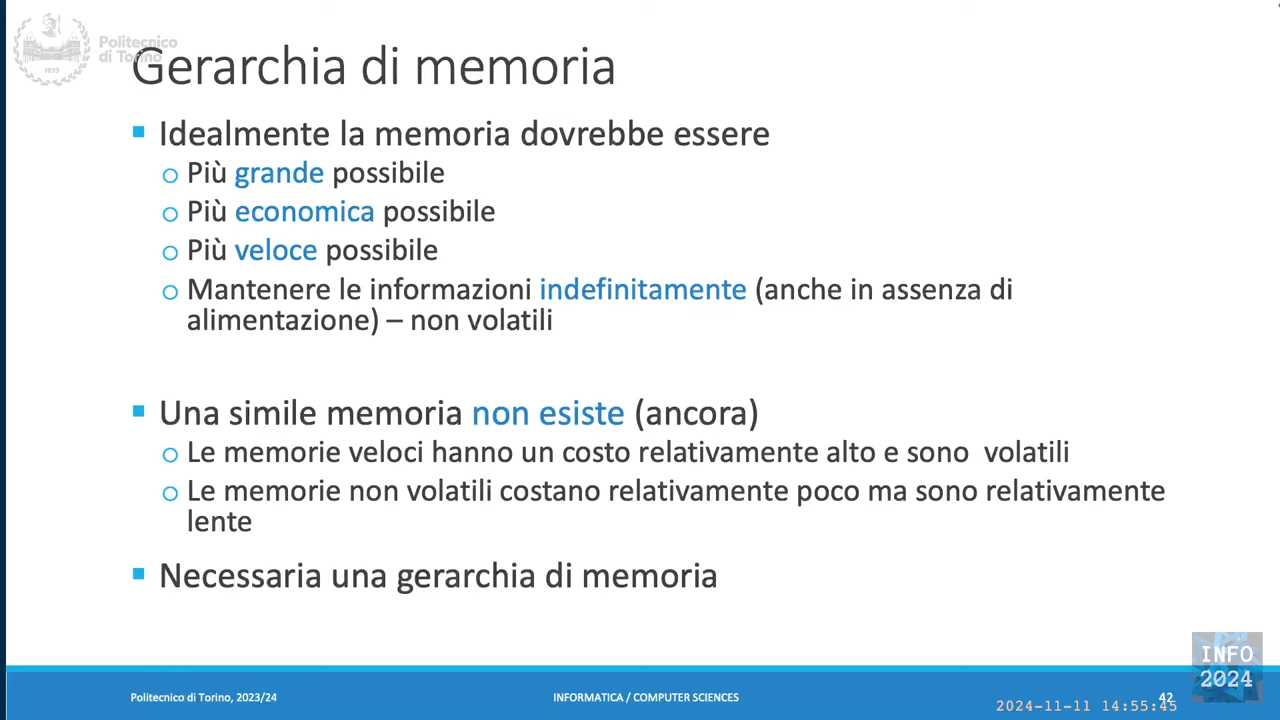 Politecnico
di Torino
1859
Gerarchia di memoria
Idealmente la memoria dovrebbe essere
Più grande possibile
Più economica possibile
Più veloce possibile
Mantenere le informazioni indefinitamente (anche in assenza di
alimentazione) – non volatili
Una simile memoria non esiste (ancora)
Le memorie veloci hanno un costo relativamente alto e sono  volatili
Le memorie non volatili costano relativamente poco ma sono relativamente
lente
Necessaria una gerarchia di memoria
INFO
2024
Politecnico di Torino, 2023/24
INFORMATICA / COMPUTER SCIENCES
42
2024-11-11 14:55:45